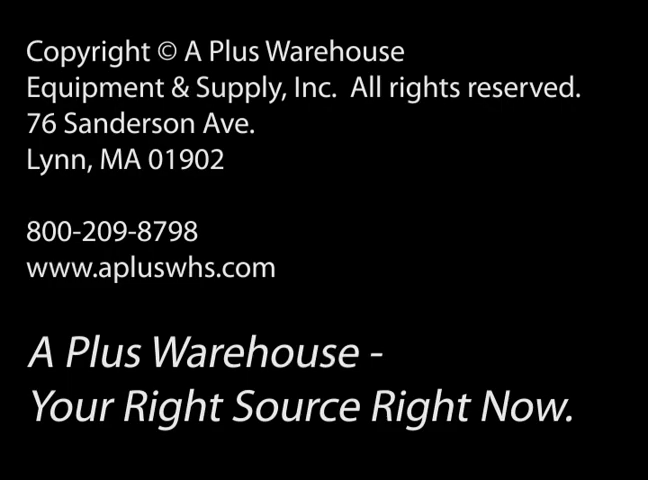 Copyright © A Plus Warehouse
Equipment & Supply, Inc.  All rights reserved.
76 Sanderson Ave.
Lynn, MA 01902
800-209-8798
www.apluswhs.com
A Plus Warehouse -
Your Right Source Right Now.